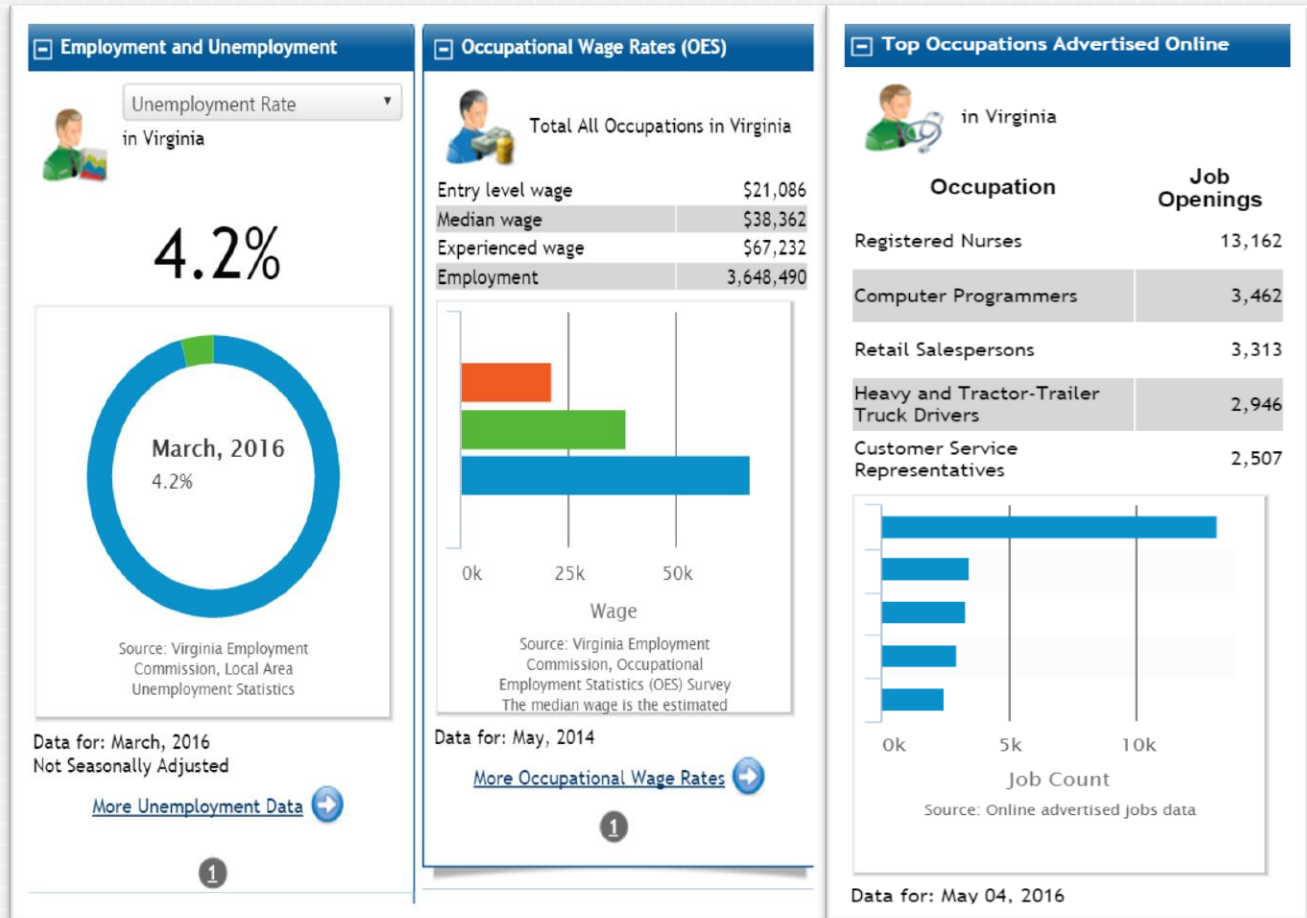 Employment and Unemployment
Unemployment Rate
in Virginia
4.2%
March, 2016
4.2%
Source: Virginia Employment
Commission, Local Area
Unemployment Statistics
Data for: March, 2016
Not Seasonally Adjusted
More Unemployment Data
1
Occupational Wage Rates (OES)
Total All Occupations in Virginia
Entry level wage $21,086
Median wage $38,362
Experienced wage $67,232
Employment 3,648,490
0k 25k 50k
Wage
Source: Virginia Employment
Commission, Occupational
Employment Statistics (OES) Survey
The median wage is the estimated
Data for: May, 2014
More Occupational Wage Rates
1
Top Occupations Advertised Online
in Virginia
Occupation Job
Openings
Registered Nurses 13,162
Computer Programmers 3,462
Retail Salespersons 3,313
Heavy and Tractor-Trailer
Truck Drivers 2,946
Customer Service
Representatives 2,507
0k 5k 10k
Job Count
Source: Online advertised jobs data
Data for: May 04, 2016